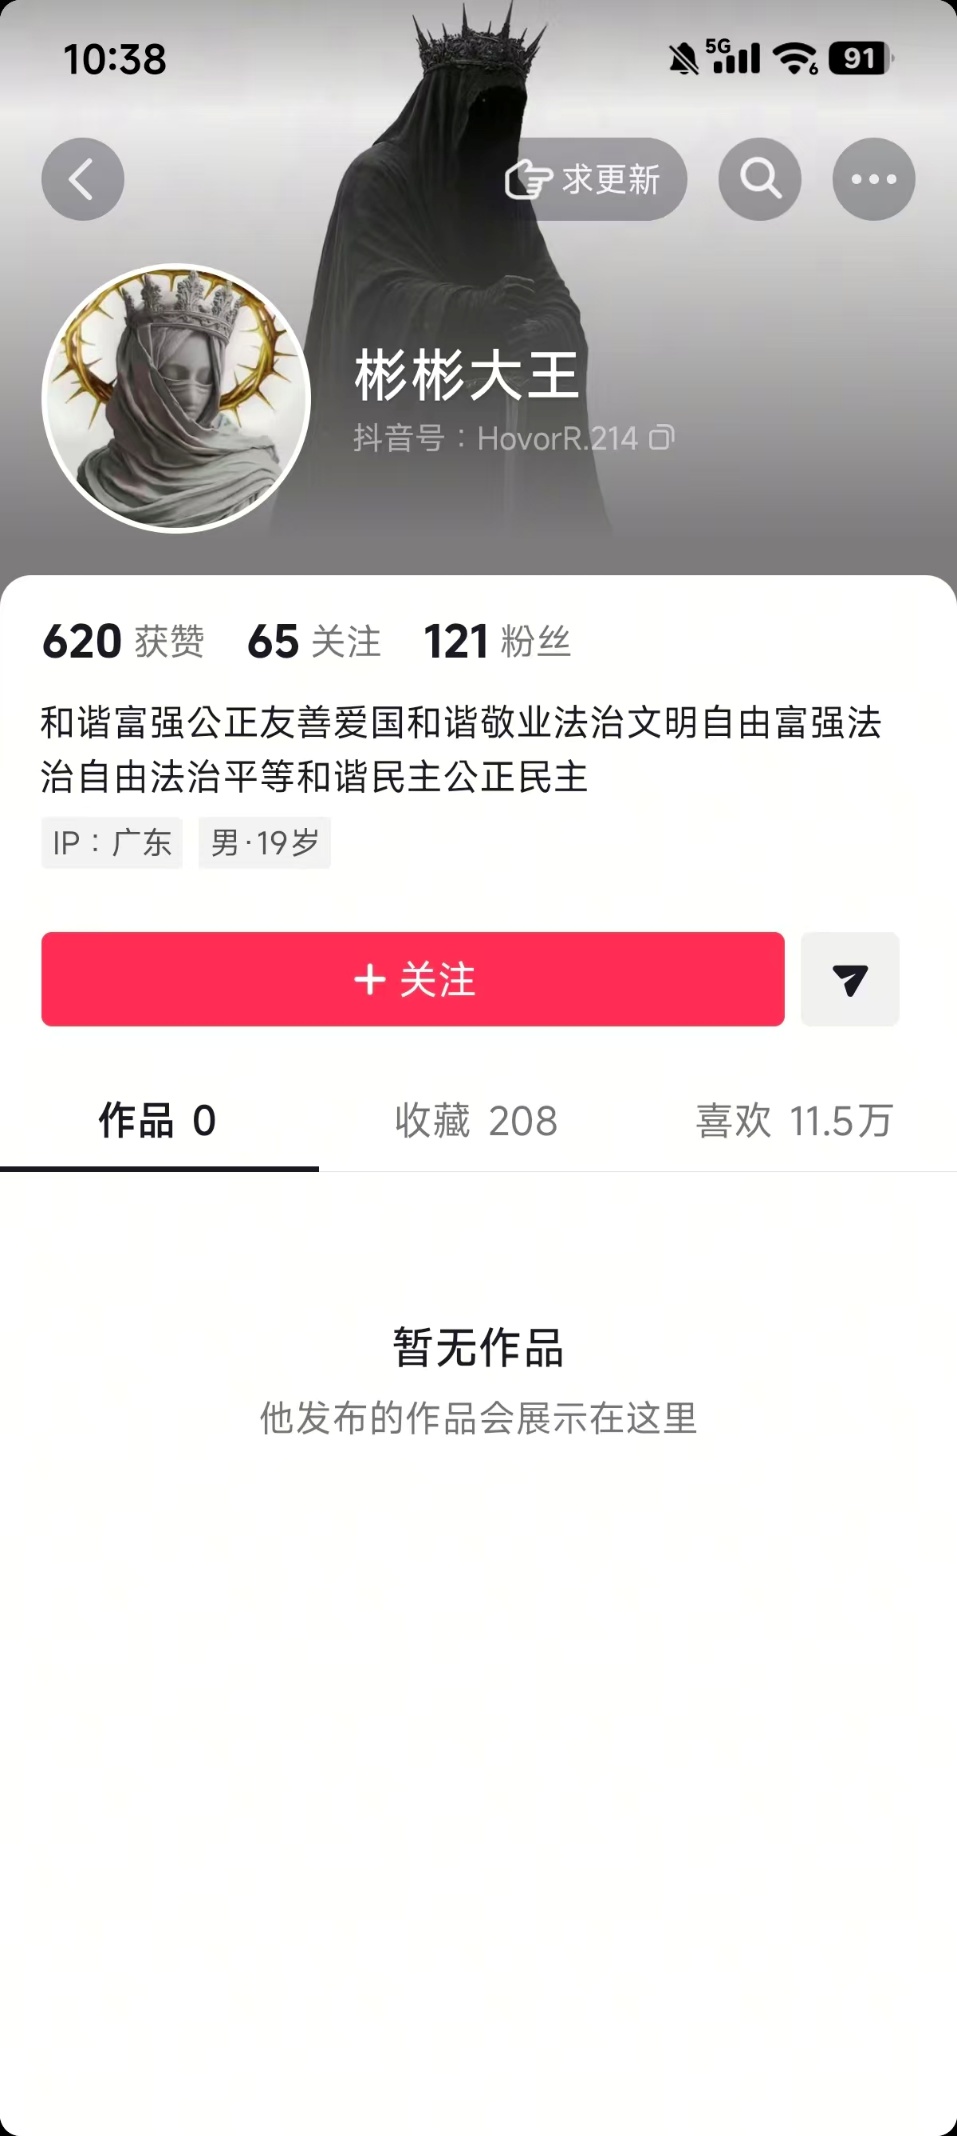 10:38
5G
6
91
求更新
彬彬大王
抖音号：HovorR.214
620 获赞 65 关注 121 粉丝
和谐富强公正友善爱国和谐敬业法治文明自由富强法
治自由法治平等和谐民主公正民主
IP：广东 男·19岁
+ 关注
作品 0 收藏 208 喜欢 11.5万
暂无作品
他发布的作品会展示在这里